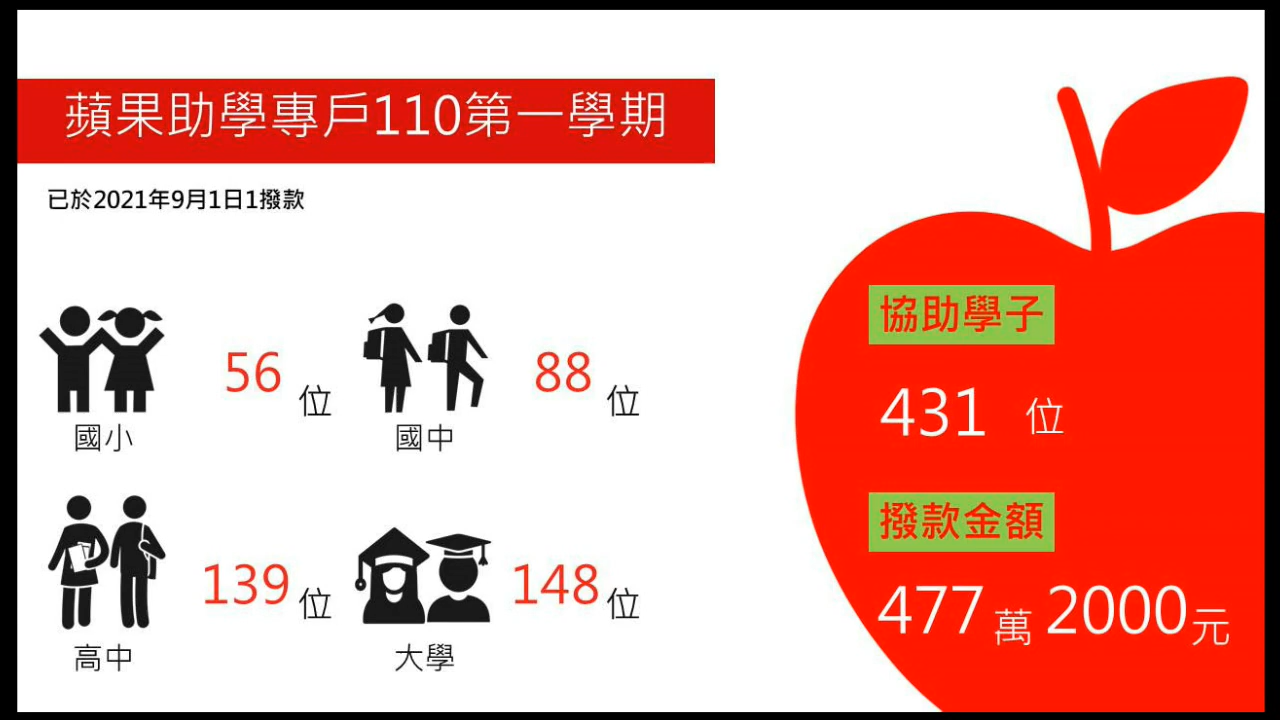 蘋果助學專戶110第一學期
已於2021年9月1日1撥款
56 位
國小
88 位
國中
139 位
高中
148 位
大學
協助學子
431 位
撥款金額
477 萬 2000 元